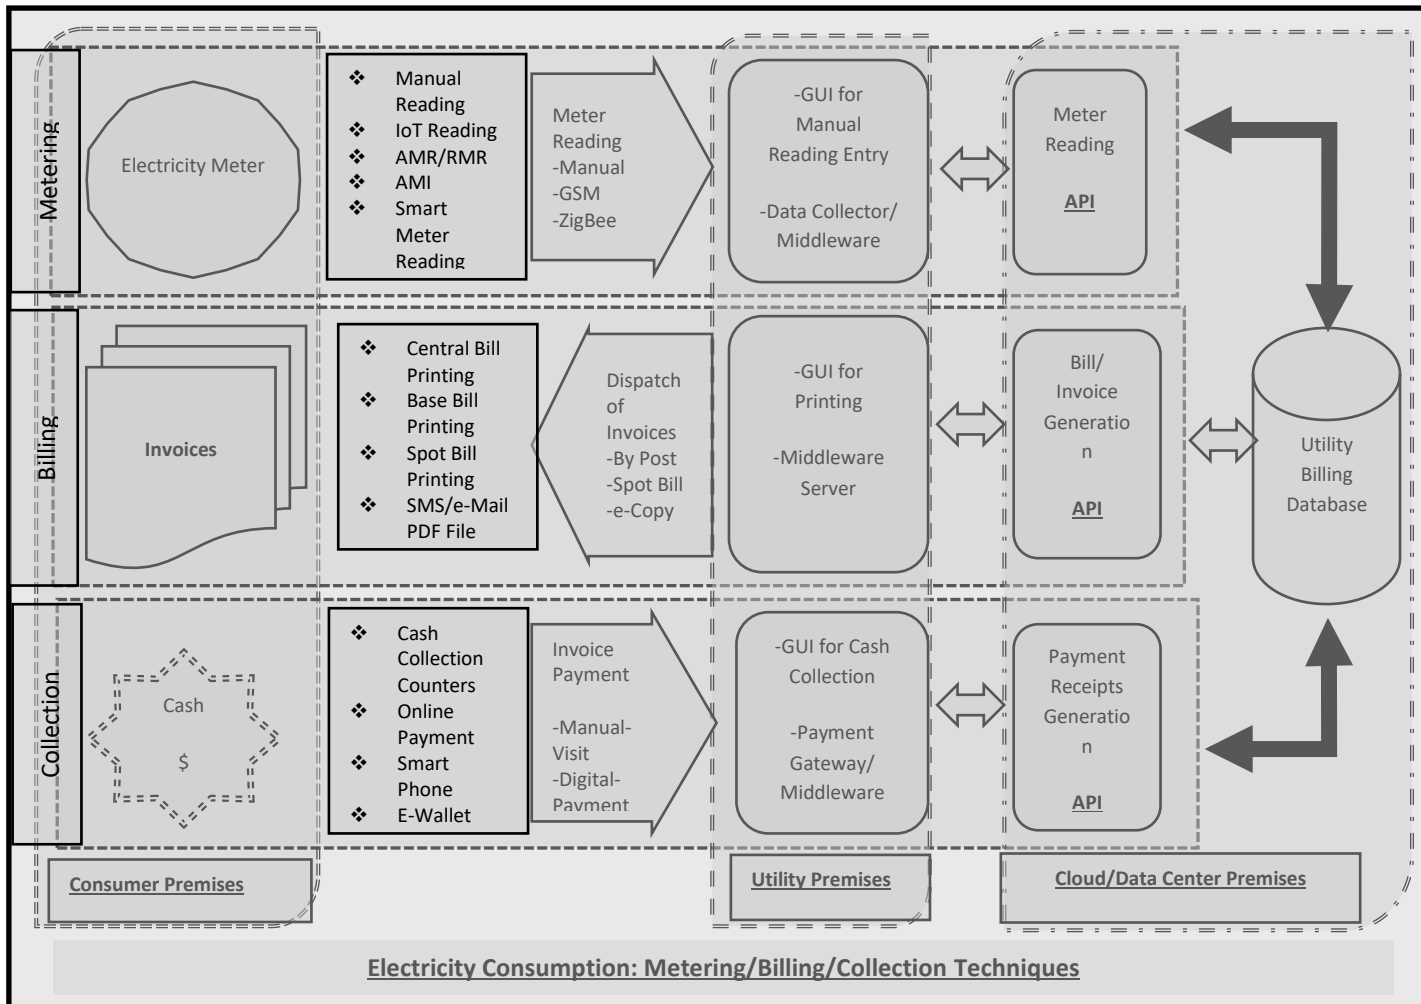 Metering
Electricity Meter
❖ Manual
Reading
❖ IoT Reading
❖ AMR/RMR
❖ AMI
❖ Smart
Meter
Reading
Meter
Reading
-Manual
-GSM
-ZigBee
-GUI for
Manual
Reading Entry
-Data Collector/
Middleware
Meter
Reading
API
Billing
Invoices
❖ Central Bill
Printing
❖ Base Bill
Printing
❖ Spot Bill
Printing
❖ SMS/e-Mail
PDF File
Dispatch
of
Invoices
-By Post
-Spot Bill
-e-Copy
-GUI for
Printing
-Middleware
Server
Bill/
Invoice
Generatio
n
API
Utility
Billing
Database
Collection
Cash
$
❖ Cash
Collection
Counters
❖ Online
Payment
❖ Smart
Phone
❖ E-Wallet
Invoice
Payment
-Manual-
Visit
-Digital-
Payment
-GUI for Cash
Collection
-Payment
Gateway/
Middleware
Payment
Receipts
Generatio
n
API
Consumer Premises
Utility Premises
Cloud/Data Center Premises
Electricity Consumption: Metering/Billing/Collection Techniques